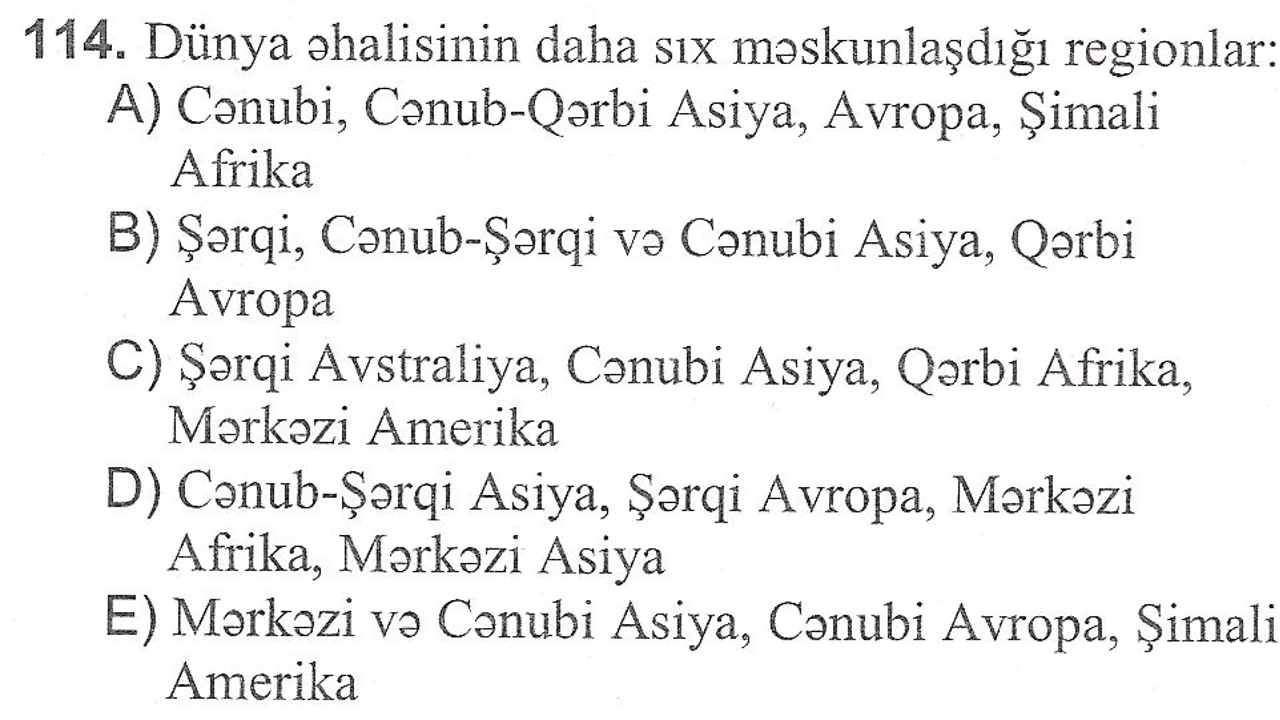 114. Dünya əhalisinin daha sıx məskunlaşdığı regionlar:
A) Cənubi, Cənub-Qərbi Asiya, Avropa, Şimali
Afrika
B) Şərqi, Cənub-Şərqi və Cənubi Asiya, Qərbi
Avropa
C) Şərqi Avstraliya, Cənubi Asiya, Qərbi Afrika,
Mərkəzi Amerika
D) Cənub-Şərqi Asiya, Şərqi Avropa, Mərkəzi
Afrika, Mərkəzi Asiya
E) Mərkəzi və Cənubi Asiya, Cənubi Avropa, Şimali
Amerika